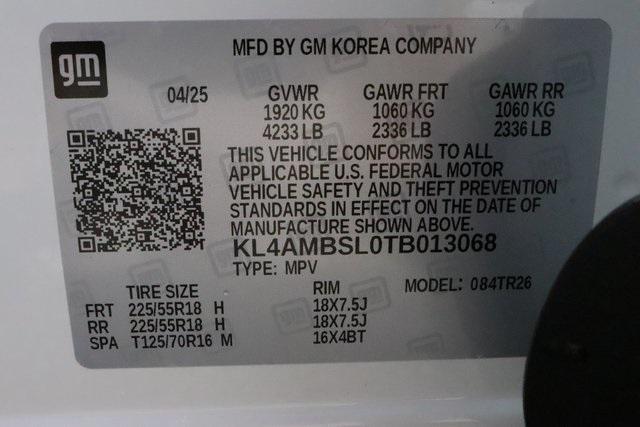 gm
MFD BY GM KOREA COMPANY
04/25 GVWR GAWR FRT GAWR RR
1920 KG 1060 KG 1060 KG
4233 LB 2336 LB 2336 LB
THIS VEHICLE CONFORMS TO ALL
APPLICABLE U.S. FEDERAL MOTOR
VEHICLE SAFETY AND THEFT PREVENTION
STANDARDS IN EFFECT ON THE DATE OF
MANUFACTURE SHOWN ABOVE.
KL4AMBSL0TB013068
TYPE: MPV
TIRE SIZE RIM MODEL: 084TR26
FRT 225/55R18 H 18X7.5J
RR 225/55R18 H 18X7.5J
SPA T125/70R16 M 16X4BT